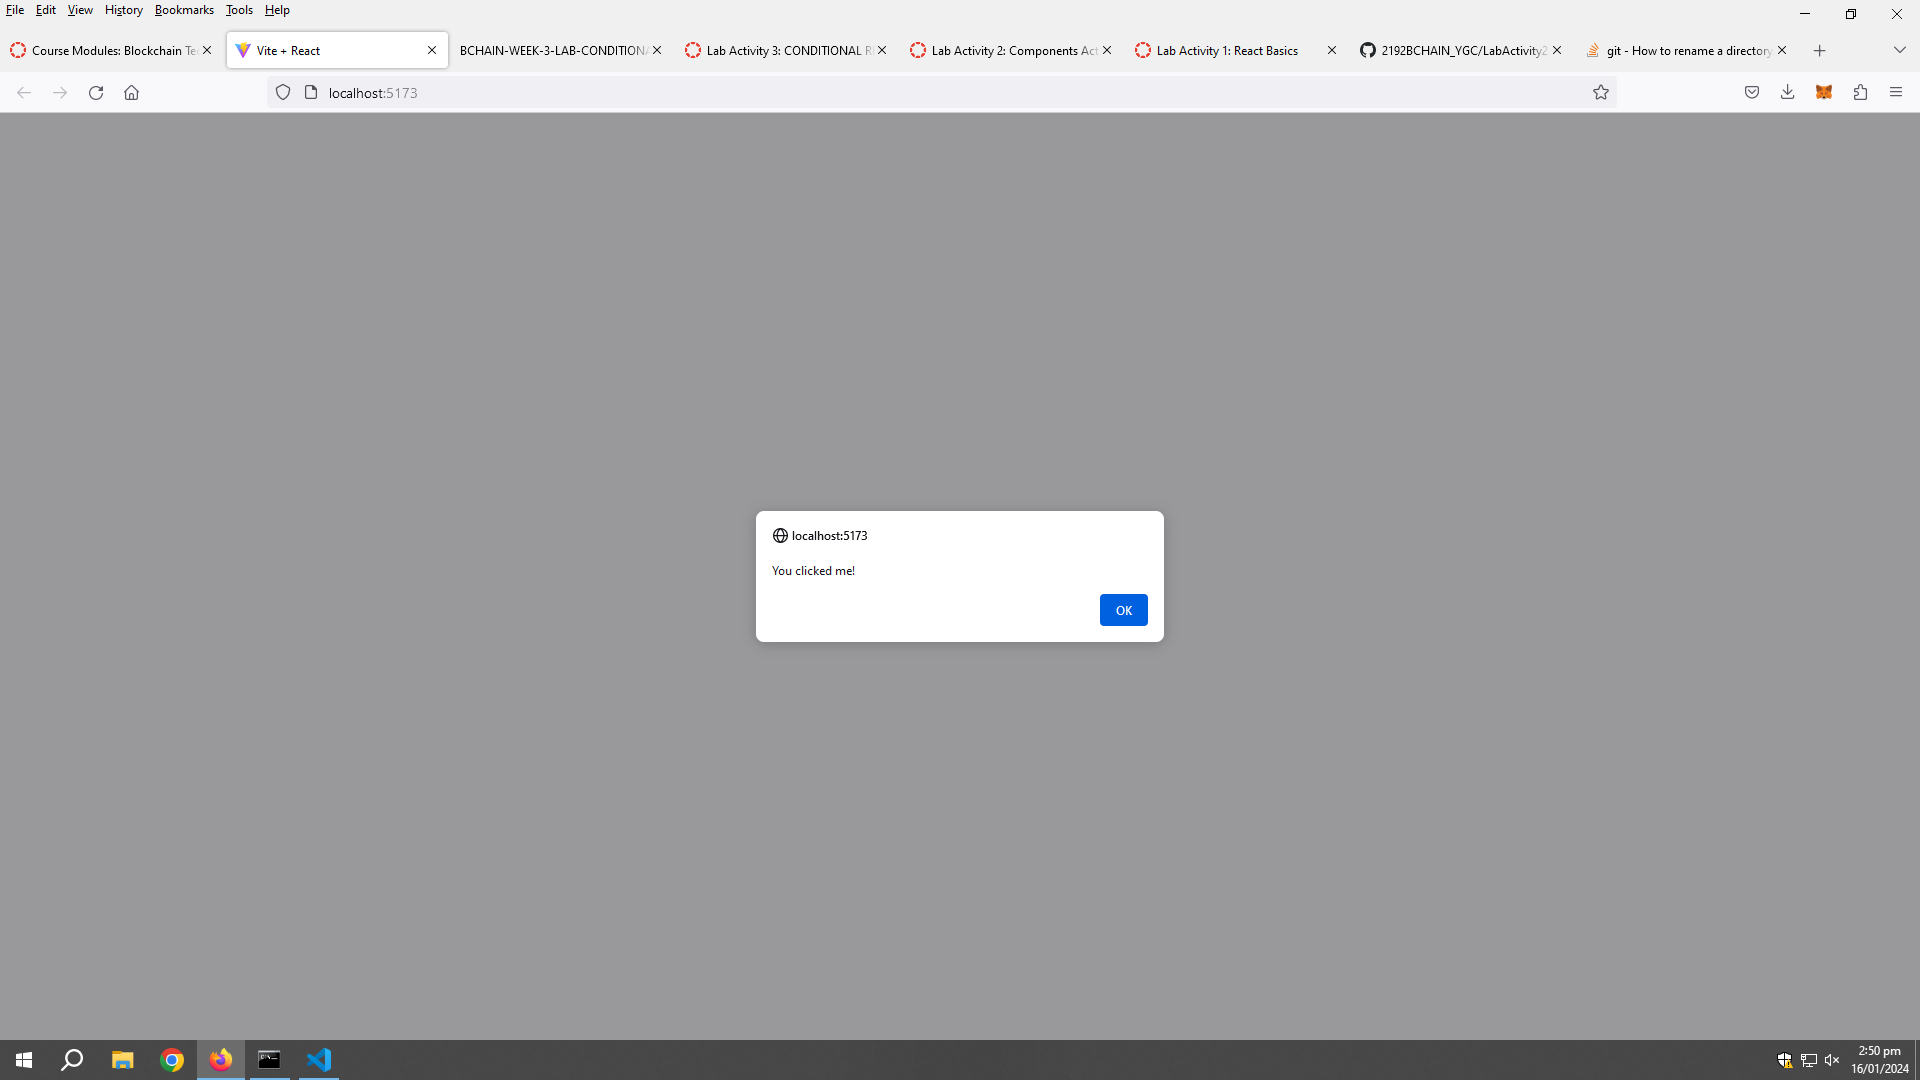 File Edit View History Bookmarks Tools Help
Course Modules: Blockchain Te
Vite + React
BCHAIN-WEEK-3-LAB-CONDITIONA
Lab Activity 3: CONDITIONAL R
Lab Activity 2: Components Act
Lab Activity 1: React Basics
2192BCHAIN_YGC/LabActivity2
git - How to rename a directory
localhost:5173
localhost:5173
You clicked me!
OK
2:50 pm
16/01/2024